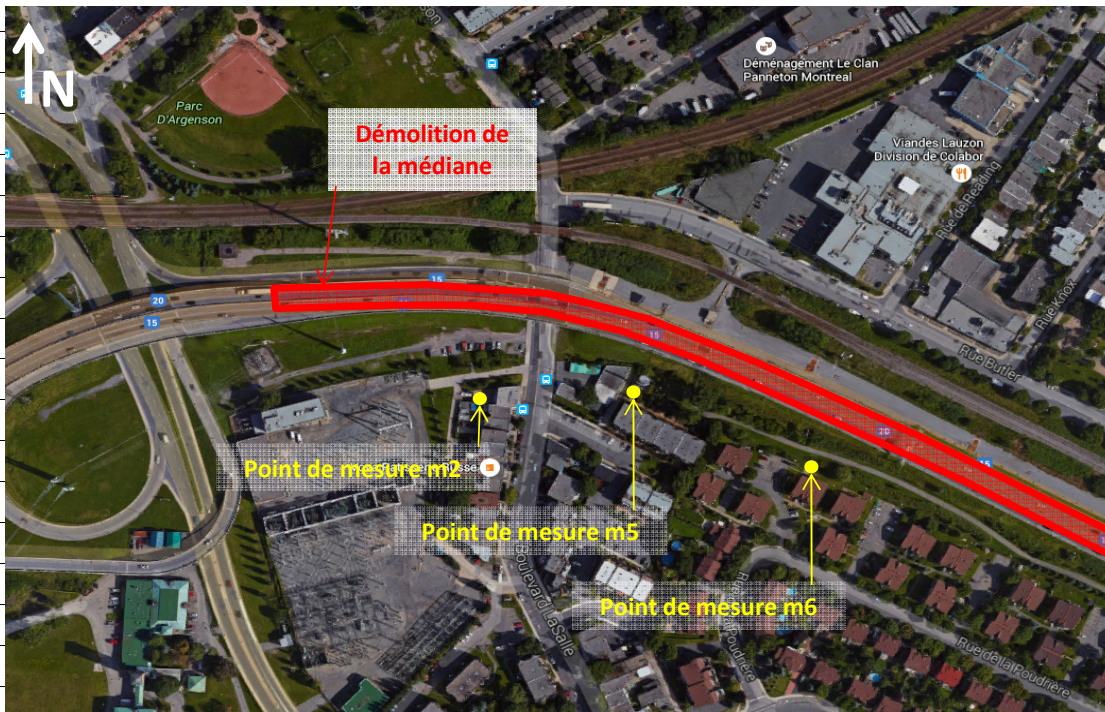 N
Déménagement Le Clan
Panneton Montreal
Parc
D'Argenson
Démolition de
la médiane
Viandes Lauzon
Division de Colabor
Rue de Reading
Rue Knox
Rue Butler
15
20
15
15
10
15
Point de mesure m2
Point de mesure m5
Point de mesure m6
Boulevard LaSalle
Rue de la Poudrière